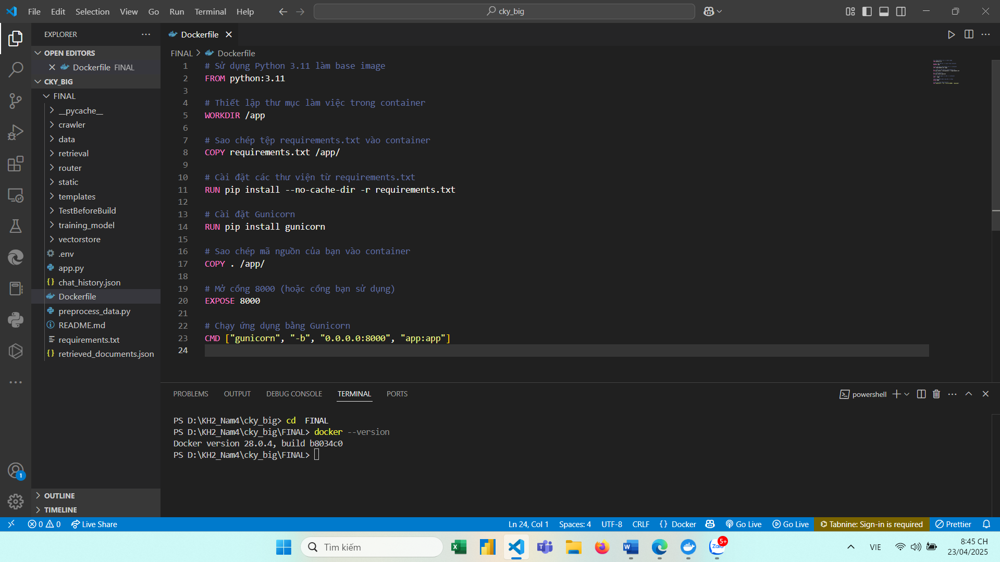 File Edit Selection View Go Run Terminal Help
cky_big
EXPLORER
OPEN EDITORS
Dockerfile FINAL
CKY_BIG
FINAL
__pycache__
crawler
data
retrieval
router
static
templates
TestBeforeBuild
training_model
vectorstore
.env
app.py
chat_history.json
Dockerfile
preprocess_data.py
README.md
requirements.txt
retrieved_documents.json
OUTLINE
TIMELINE
Dockerfile
FINAL > Dockerfile
1 # Sử dụng Python 3.11 làm base image
2 FROM python:3.11
3
4 # Thiết lập thư mục làm việc trong container
5 WORKDIR /app
6
7 # Sao chép tệp requirements.txt vào container
8 COPY requirements.txt /app/
9
10 # Cài đặt các thư viện từ requirements.txt
11 RUN pip install --no-cache-dir -r requirements.txt
12
13 # Cài đặt Gunicorn
14 RUN pip install gunicorn
15
16 # Sao chép mã nguồn của bạn vào container
17 COPY . /app/
18
19 # Mở cổng 8000 (hoặc cổng bạn sử dụng)
20 EXPOSE 8000
21
22 # Chạy ứng dụng bằng Gunicorn
23 CMD ["gunicorn", "-b", "0.0.0.0:8000", "app:app"]
24
PROBLEMS OUTPUT DEBUG CONSOLE TERMINAL PORTS
powershell
PS D:\KH2_Nam4\cky_big> cd  FINAL
PS D:\KH2_Nam4\cky_big\FINAL> docker --version
Docker version 28.0.4, build b8034c0
PS D:\KH2_Nam4\cky_big\FINAL>
1
0 0 Live Share
Ln 24, Col 1 Spaces: 4 UTF-8 CRLF {} Docker Go Live Go Live Tabnine: Sign-in is required Prettier
Tìm kiếm
Zalo
5+
VIE
8:45 CH
23/04/2025